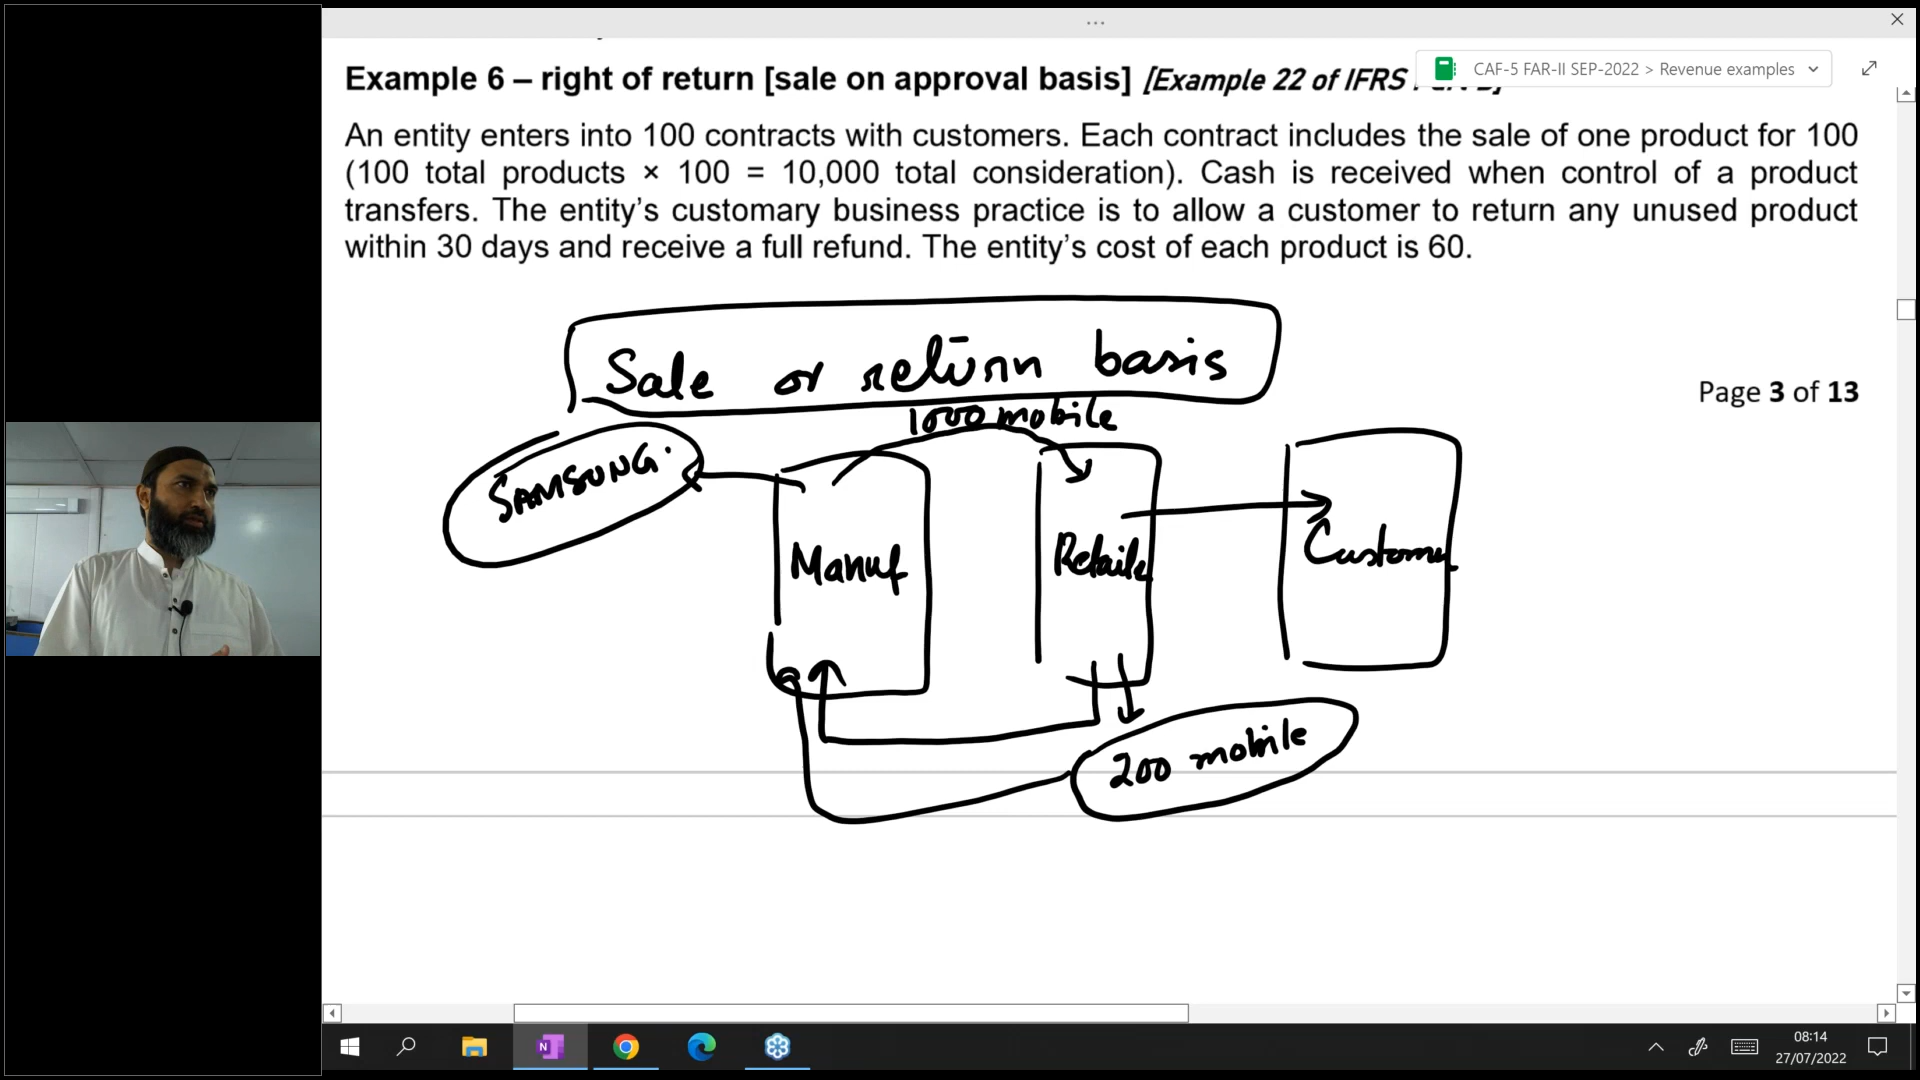 CAF-5 FAR-II SEP-2022 > Revenue examples
Example 6 – right of return [sale on approval basis] [Example 22 of IFRS
An entity enters into 100 contracts with customers. Each contract includes the sale of one product for 100
(100 total products × 100 = 10,000 total consideration). Cash is received when control of a product
transfers. The entity's customary business practice is to allow a customer to return any unused product
within 30 days and receive a full refund. The entity's cost of each product is 60.
Sale or return basis
Page 3 of 13
1000 mobile
SAMSUNG.
Manuf
Retaile
Custome
200 mobile
08:14
27/07/2022